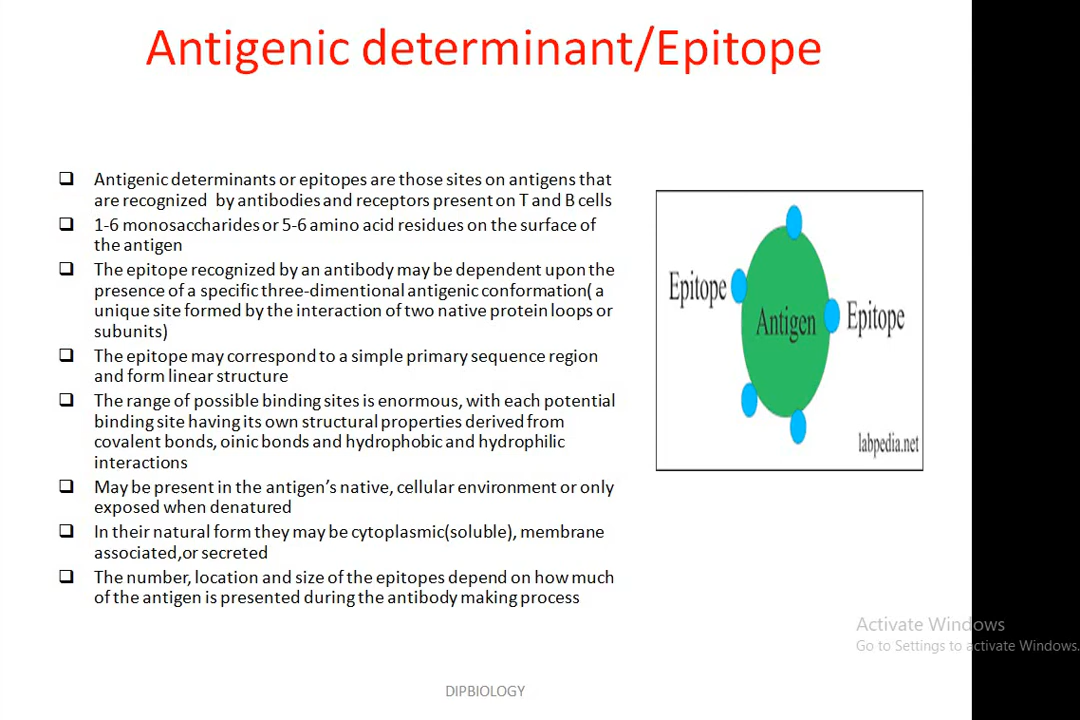 Antigenic determinant/Epitope
Antigenic determinants or epitopes are those sites on antigens that
are recognized by antibodies and receptors present on T and B cells
1-6 monosaccharides or 5-6 amino acid residues on the surface of
the antigen
The epitope recognized by an antibody may be dependent upon the
presence of a specific three-dimentional antigenic conformation( a
unique site formed by the interaction of two native protein loops or
subunits)
The epitope may correspond to a simple primary sequence region
and form linear structure
The range of possible binding sites is enormous, with each potential
binding site having its own structural properties derived from
covalent bonds, oinic bonds and hydrophobic and hydrophilic
interactions
May be present in the antigen's native, cellular environment or only
exposed when denatured
In their natural form they may be cytoplasmic(soluble), membrane
associated,or secreted
The number, location and size of the epitopes depend on how much
of the antigen is presented during the antibody making process
Epitope
Antigen
Epitope
labpedia.net
Activate Windows
Go to Settings to activate Windows.
DIPBIOLOGY